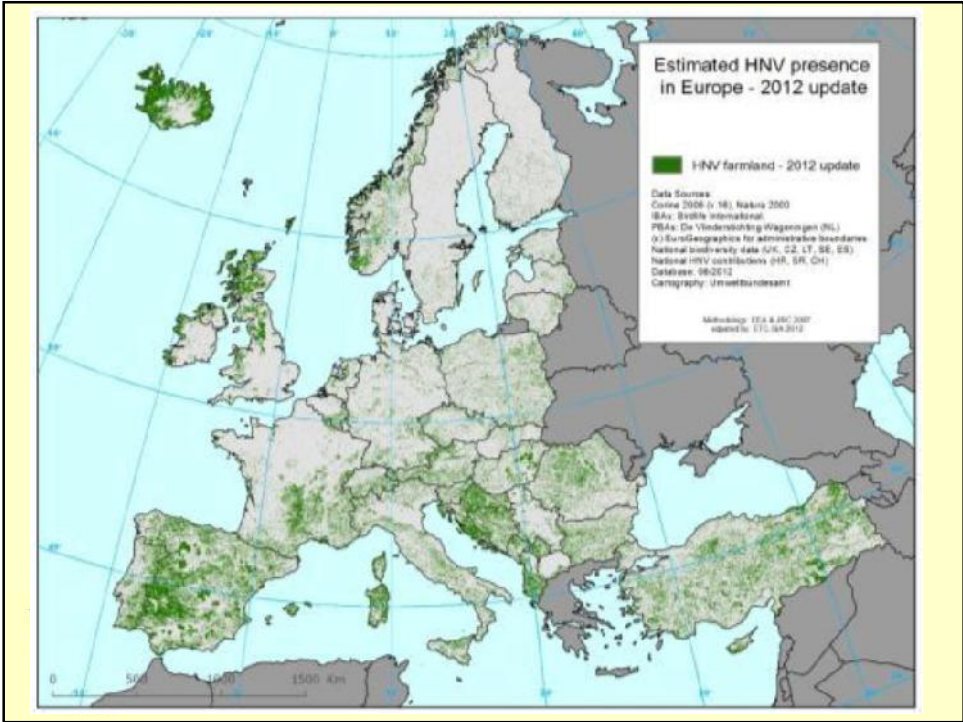 Estimated HNV presence
in Europe - 2012 update
HNV farmland - 2012 update
Data Sources
Corine 2006 (v 16), Natura 2000
IBAs: Birdlife International
PBAs: De Vlinderstichting Wageningen (NL)
(c) EuroGeographics for administrative boundaries
National biodiversity data (UK, CZ, LT, SE, ES)
National HNV contributions (HR, SR, CH)
Database: 06/2012
Cartography: Umweltbundesamt
Methodology: EEA & JRC 2007
adjusted by: ETC SIA 2012
0 500 1000 1500 Km